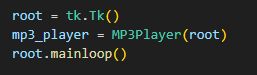 root = tk.Tk()
mp3_player = MP3Player(root)
root.mainloop()